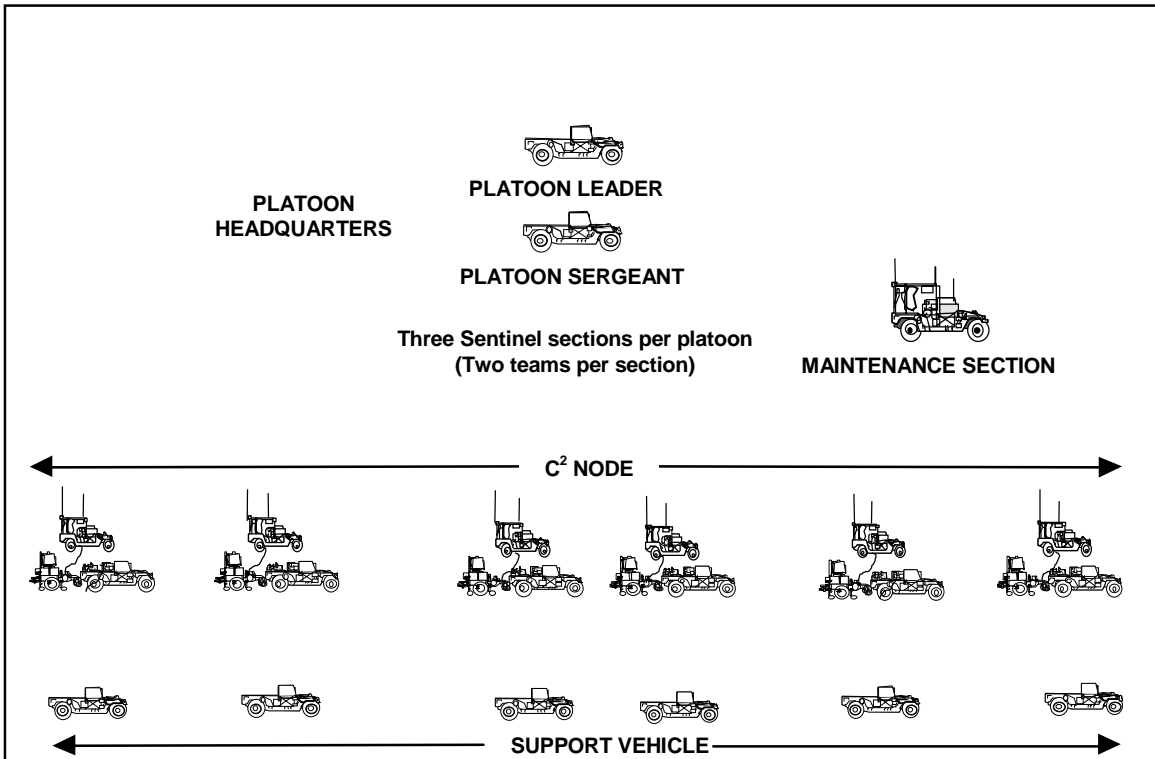 PLATOON LEADER
PLATOON
HEADQUARTERS
PLATOON SERGEANT
Three Sentinel sections per platoon
(Two teams per section)
MAINTENANCE SECTION
C² NODE
SUPPORT VEHICLE